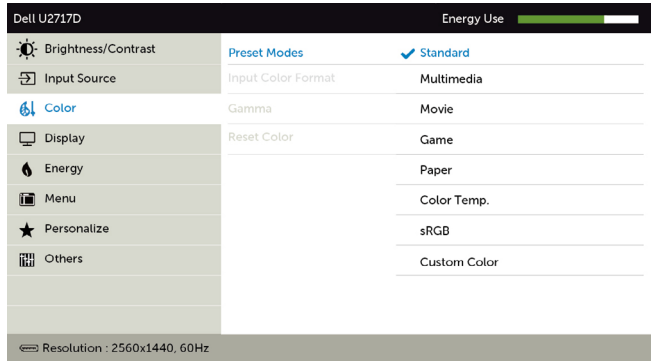 Dell U2717D
Energy Use
Brightness/Contrast
Input Source
Color
Display
Energy
Menu
Personalize
Others
Preset Modes
Input Color Format
Gamma
Reset Color
Standard
Multimedia
Movie
Game
Paper
Color Temp.
sRGB
Custom Color
Resolution : 2560x1440, 60Hz